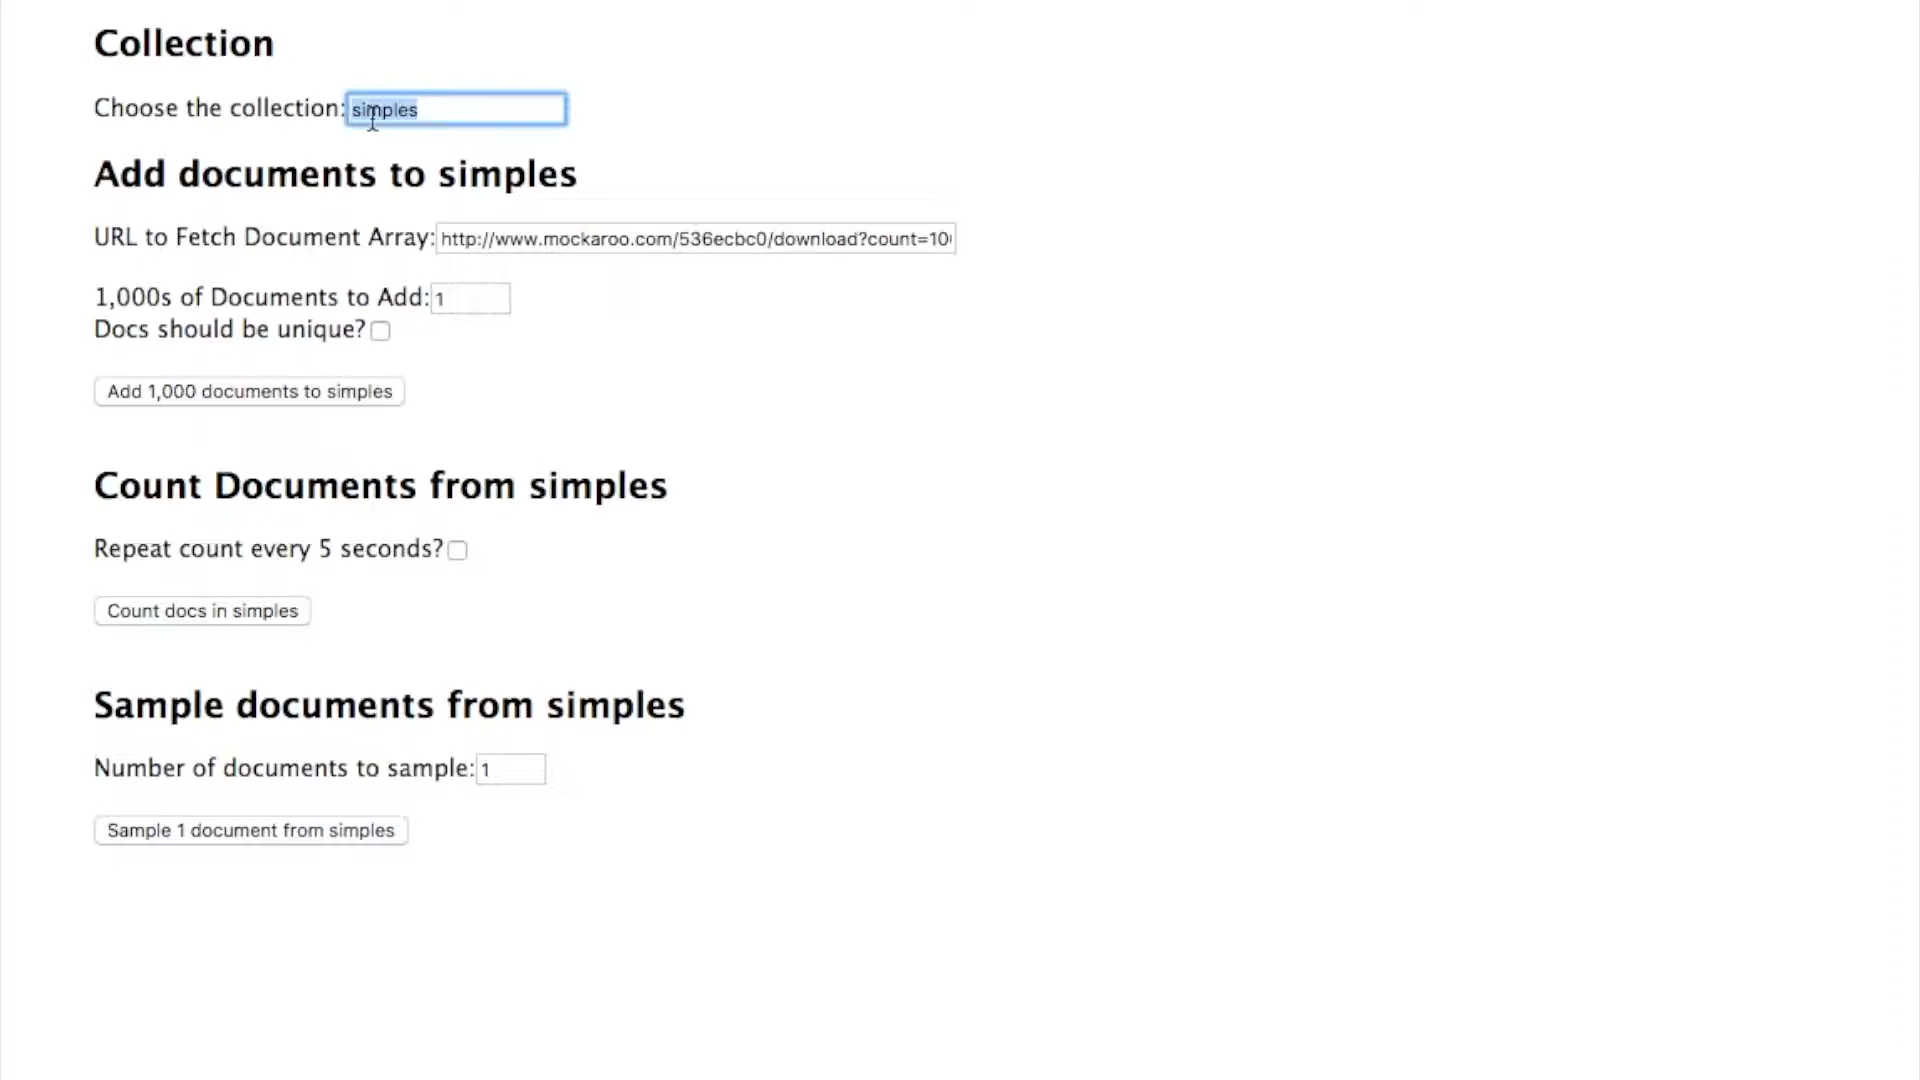 Collection
Choose the collection: simples
Add documents to simples
URL to Fetch Document Array: http://www.mockaroo.com/536ecbc0/download?count=10
1,000s of Documents to Add: 1
Docs should be unique?
Add 1,000 documents to simples
Count Documents from simples
Repeat count every 5 seconds?
Count docs in simples
Sample documents from simples
Number of documents to sample: 1
Sample 1 document from simples